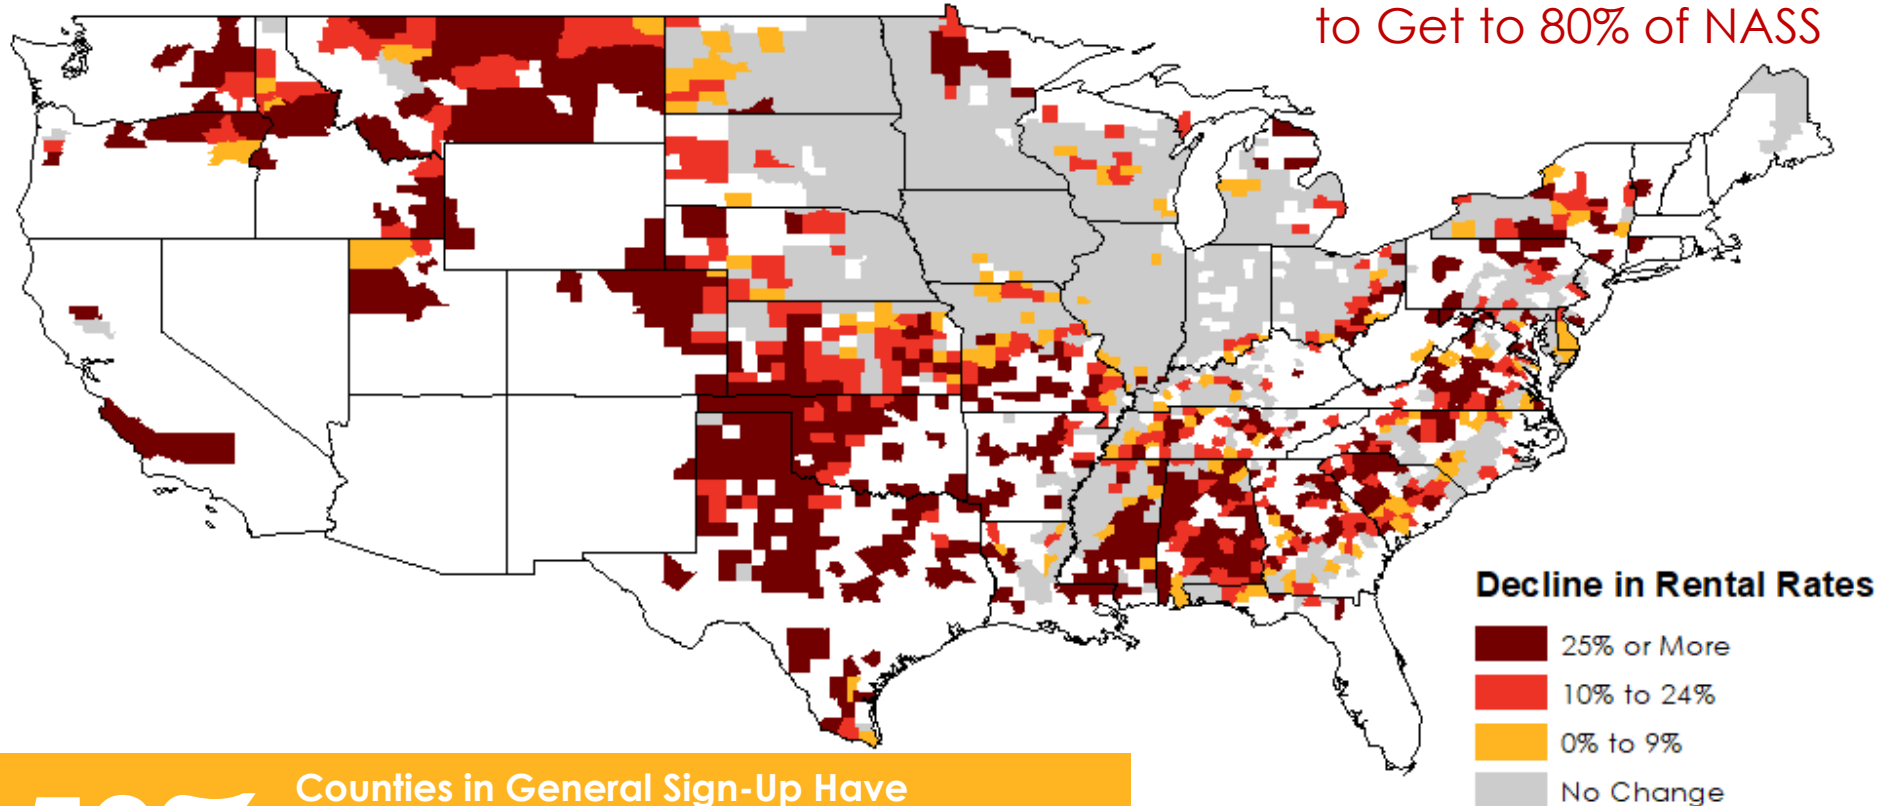 to Get to 80% of NASS
Decline in Rental Rates
25% or More
10% to 24%
0% to 9%
No Change
Counties in General Sign-Up Have